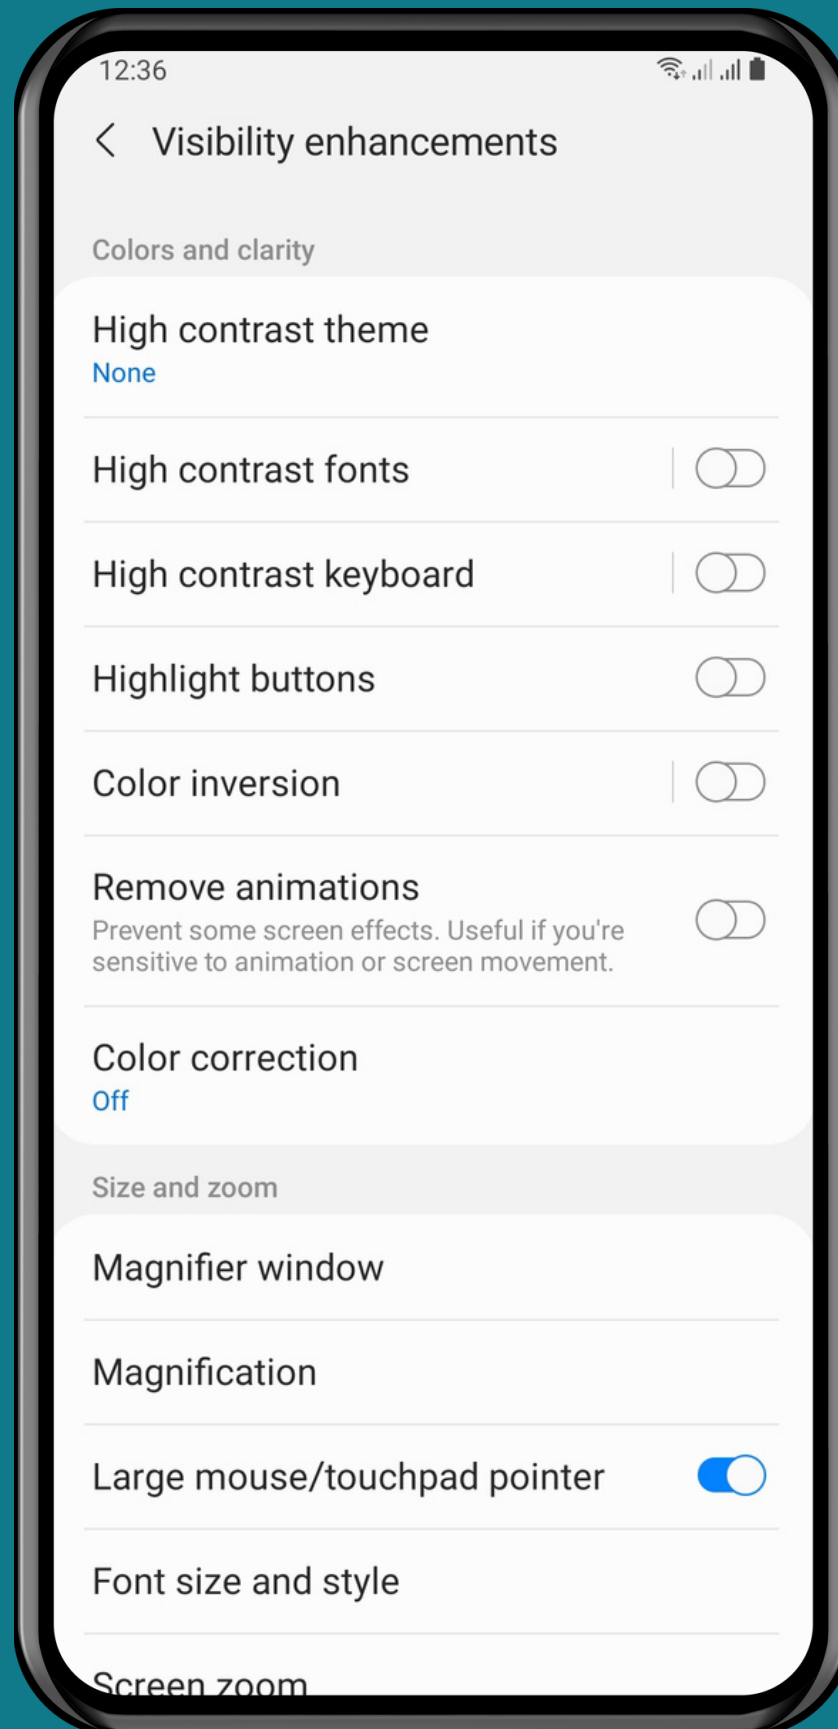 12:36
Visibility enhancements
Colors and clarity
High contrast theme
None
High contrast fonts
High contrast keyboard
Highlight buttons
Color inversion
Remove animations
Prevent some screen effects. Useful if you're
sensitive to animation or screen movement.
Color correction
Off
Size and zoom
Magnifier window
Magnification
Large mouse/touchpad pointer
Font size and style
Screen zoom